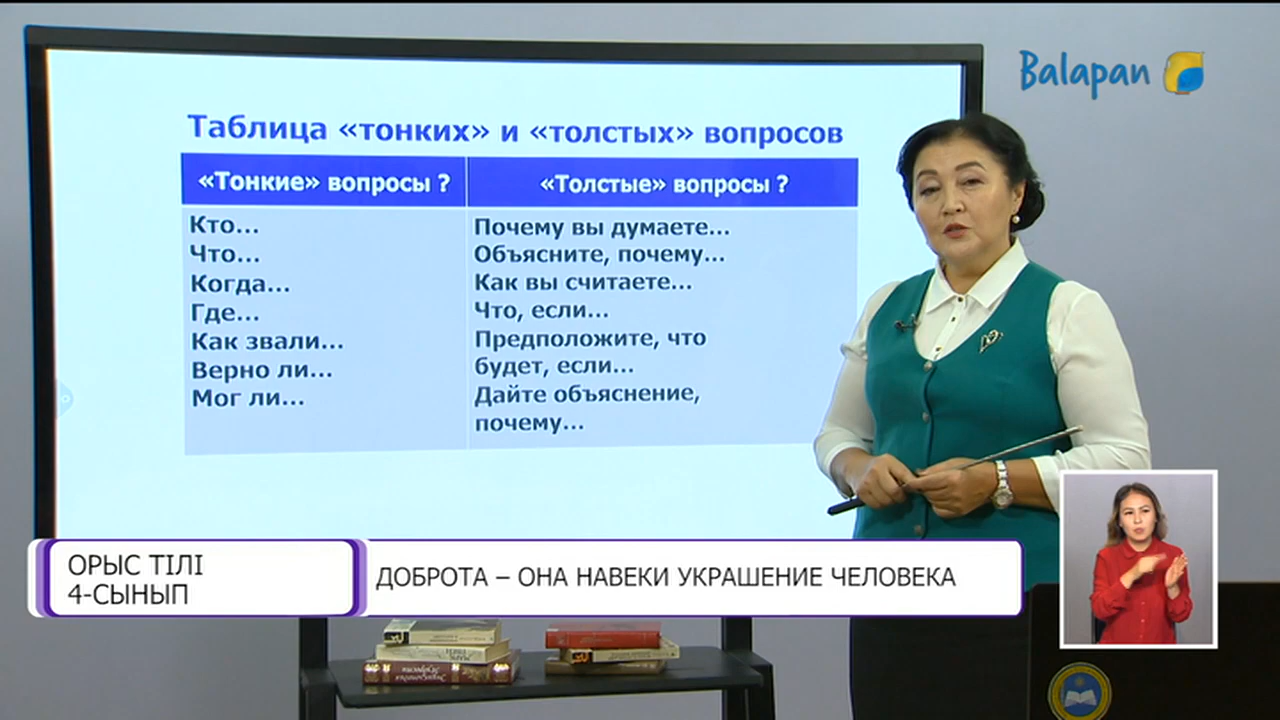 Balapan
Таблица «тонких» и «толстых» вопросов
«Тонкие» вопросы ?
«Толстые» вопросы ?
Кто...
Что...
Когда...
Где...
Как звали...
Верно ли...
Мог ли...
Почему вы думаете...
Объясните, почему...
Как вы считаете...
Что, если...
Предположите, что
будет, если...
Дайте объяснение,
почему...
ОРЫС ТІЛІ
4-СЫНЫП
ДОБРОТА – ОНА НАВЕКИ УКРАШЕНИЕ ЧЕЛОВЕКА